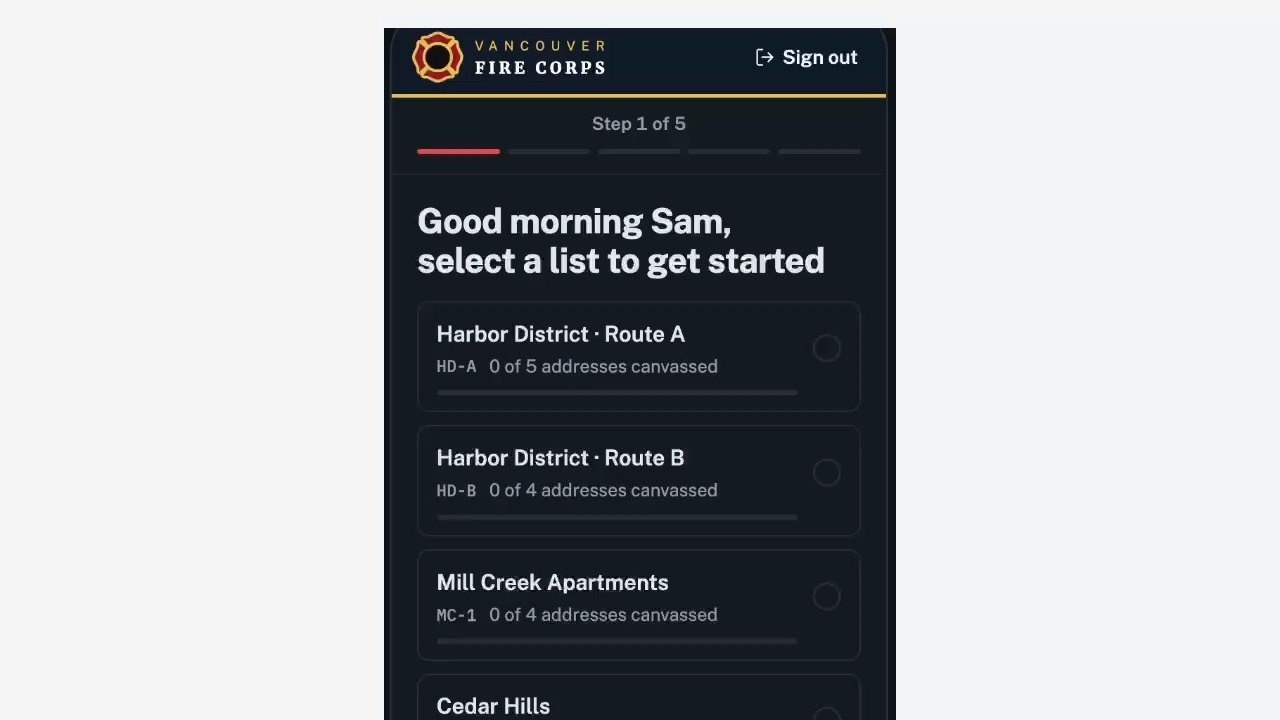 VANCOUVER
FIRE CORPS
Sign out
Step 1 of 5
Good morning Sam,
select a list to get started
Harbor District · Route A
HD-A 0 of 5 addresses canvassed
Harbor District · Route B
HD-B 0 of 4 addresses canvassed
Mill Creek Apartments
MC-1 0 of 4 addresses canvassed
Cedar Hills